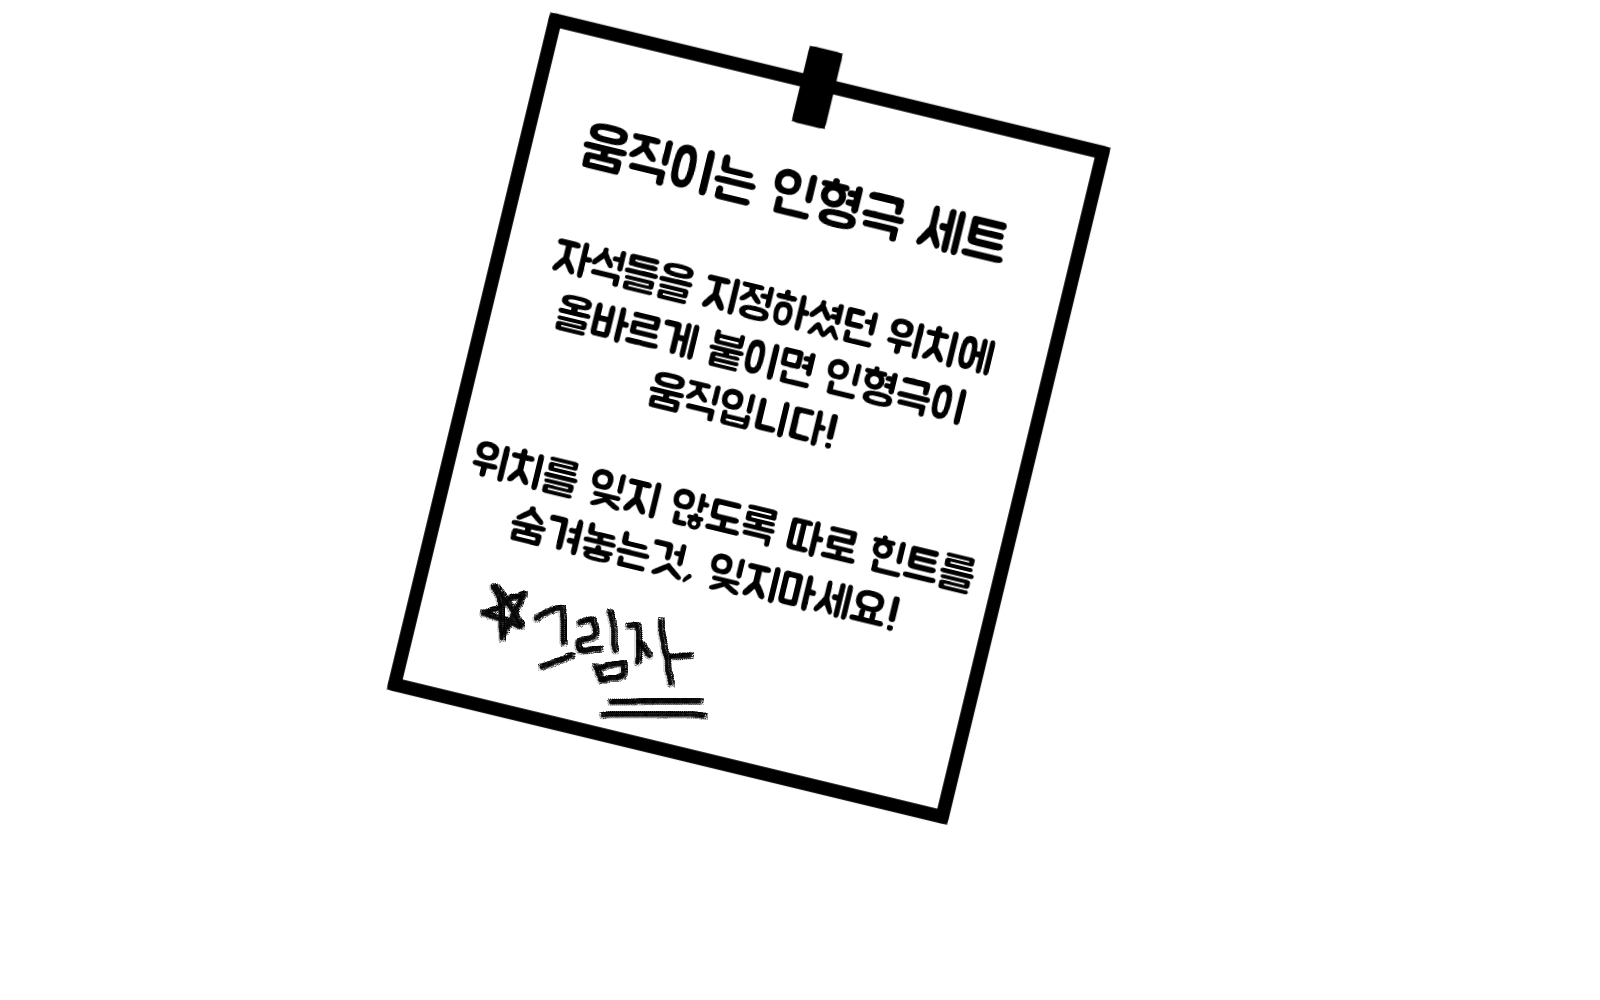 움직이는 인형극 세트
자석들을 지정하셨던 위치에
올바르게 붙이면 인형극이
움직입니다!
위치를 잊지 않도록 따로 힌트를
숨겨놓는것, 잊지마세요!
☆그림자